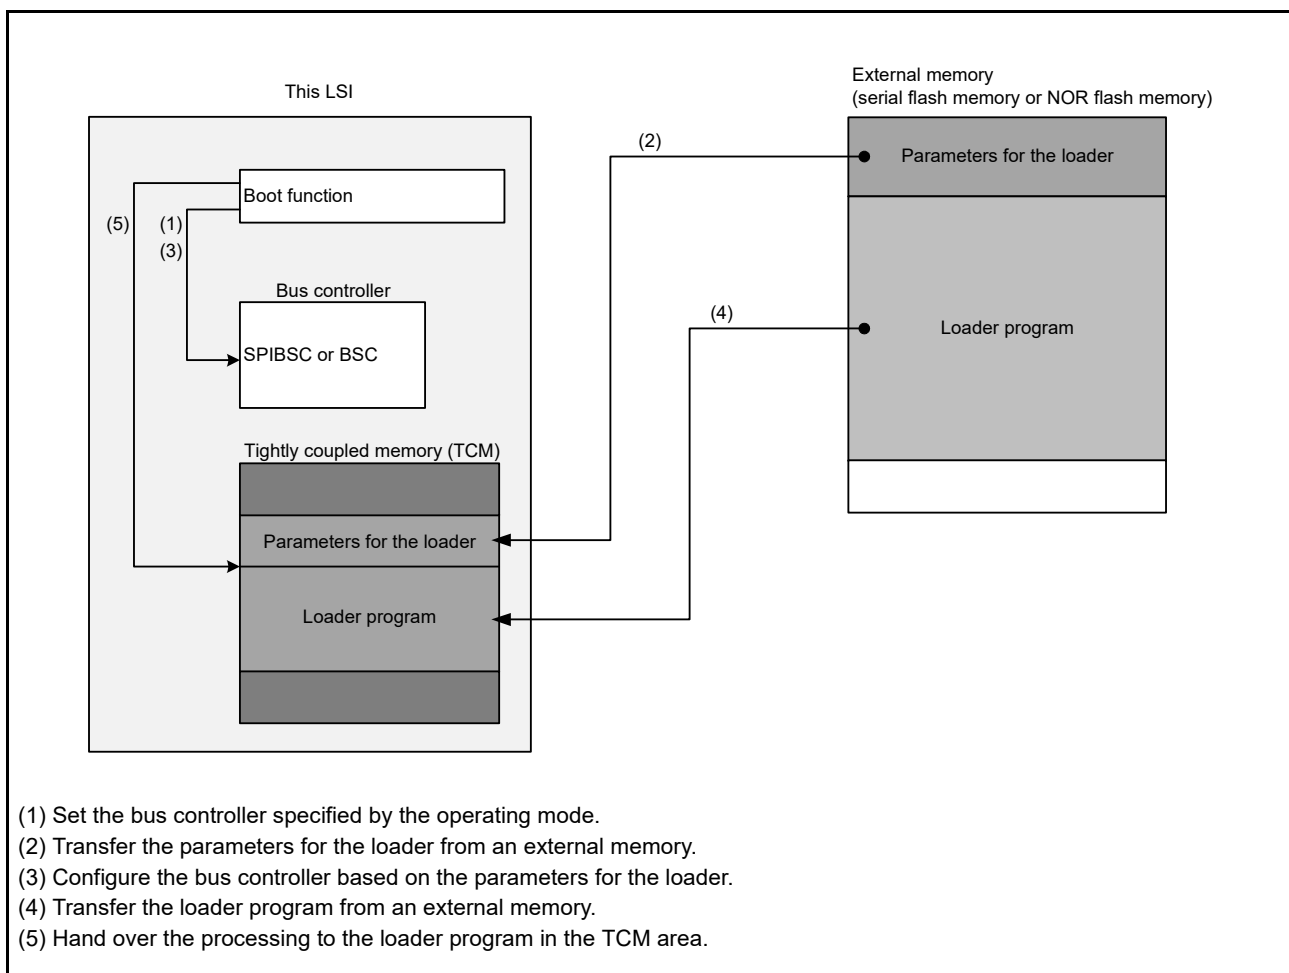 This LSI
External memory
(serial flash memory or NOR flash memory)
(2)
Parameters for the loader
Boot function
(5)
(1)
(3)
Bus controller
SPIBSC or BSC
(4)
Loader program
Tightly coupled memory (TCM)
Parameters for the loader
Loader program
(1) Set the bus controller specified by the operating mode.
(2) Transfer the parameters for the loader from an external memory.
(3) Configure the bus controller based on the parameters for the loader.
(4) Transfer the loader program from an external memory.
(5) Hand over the processing to the loader program in the TCM area.